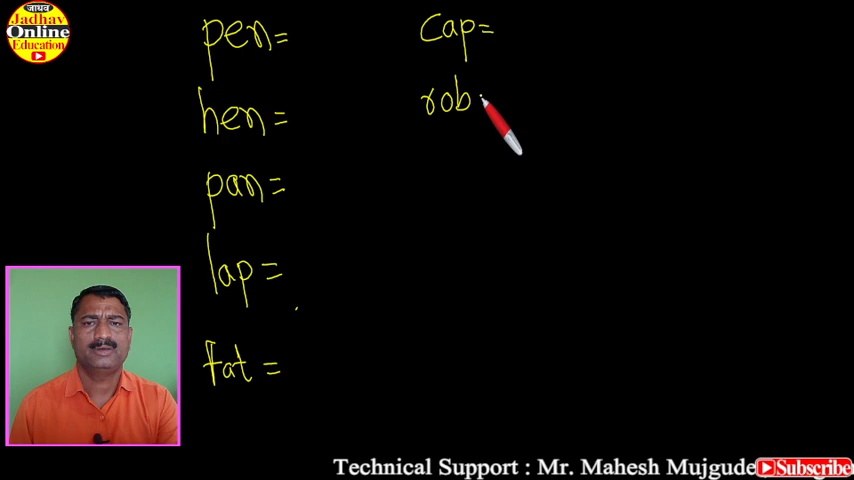 जाधव
Jadhav
Online
Education
pen=
hen=
pan=
lap=
fat=
Cap=
rob
Technical Support : Mr. Mahesh Mujgude
Subscribe